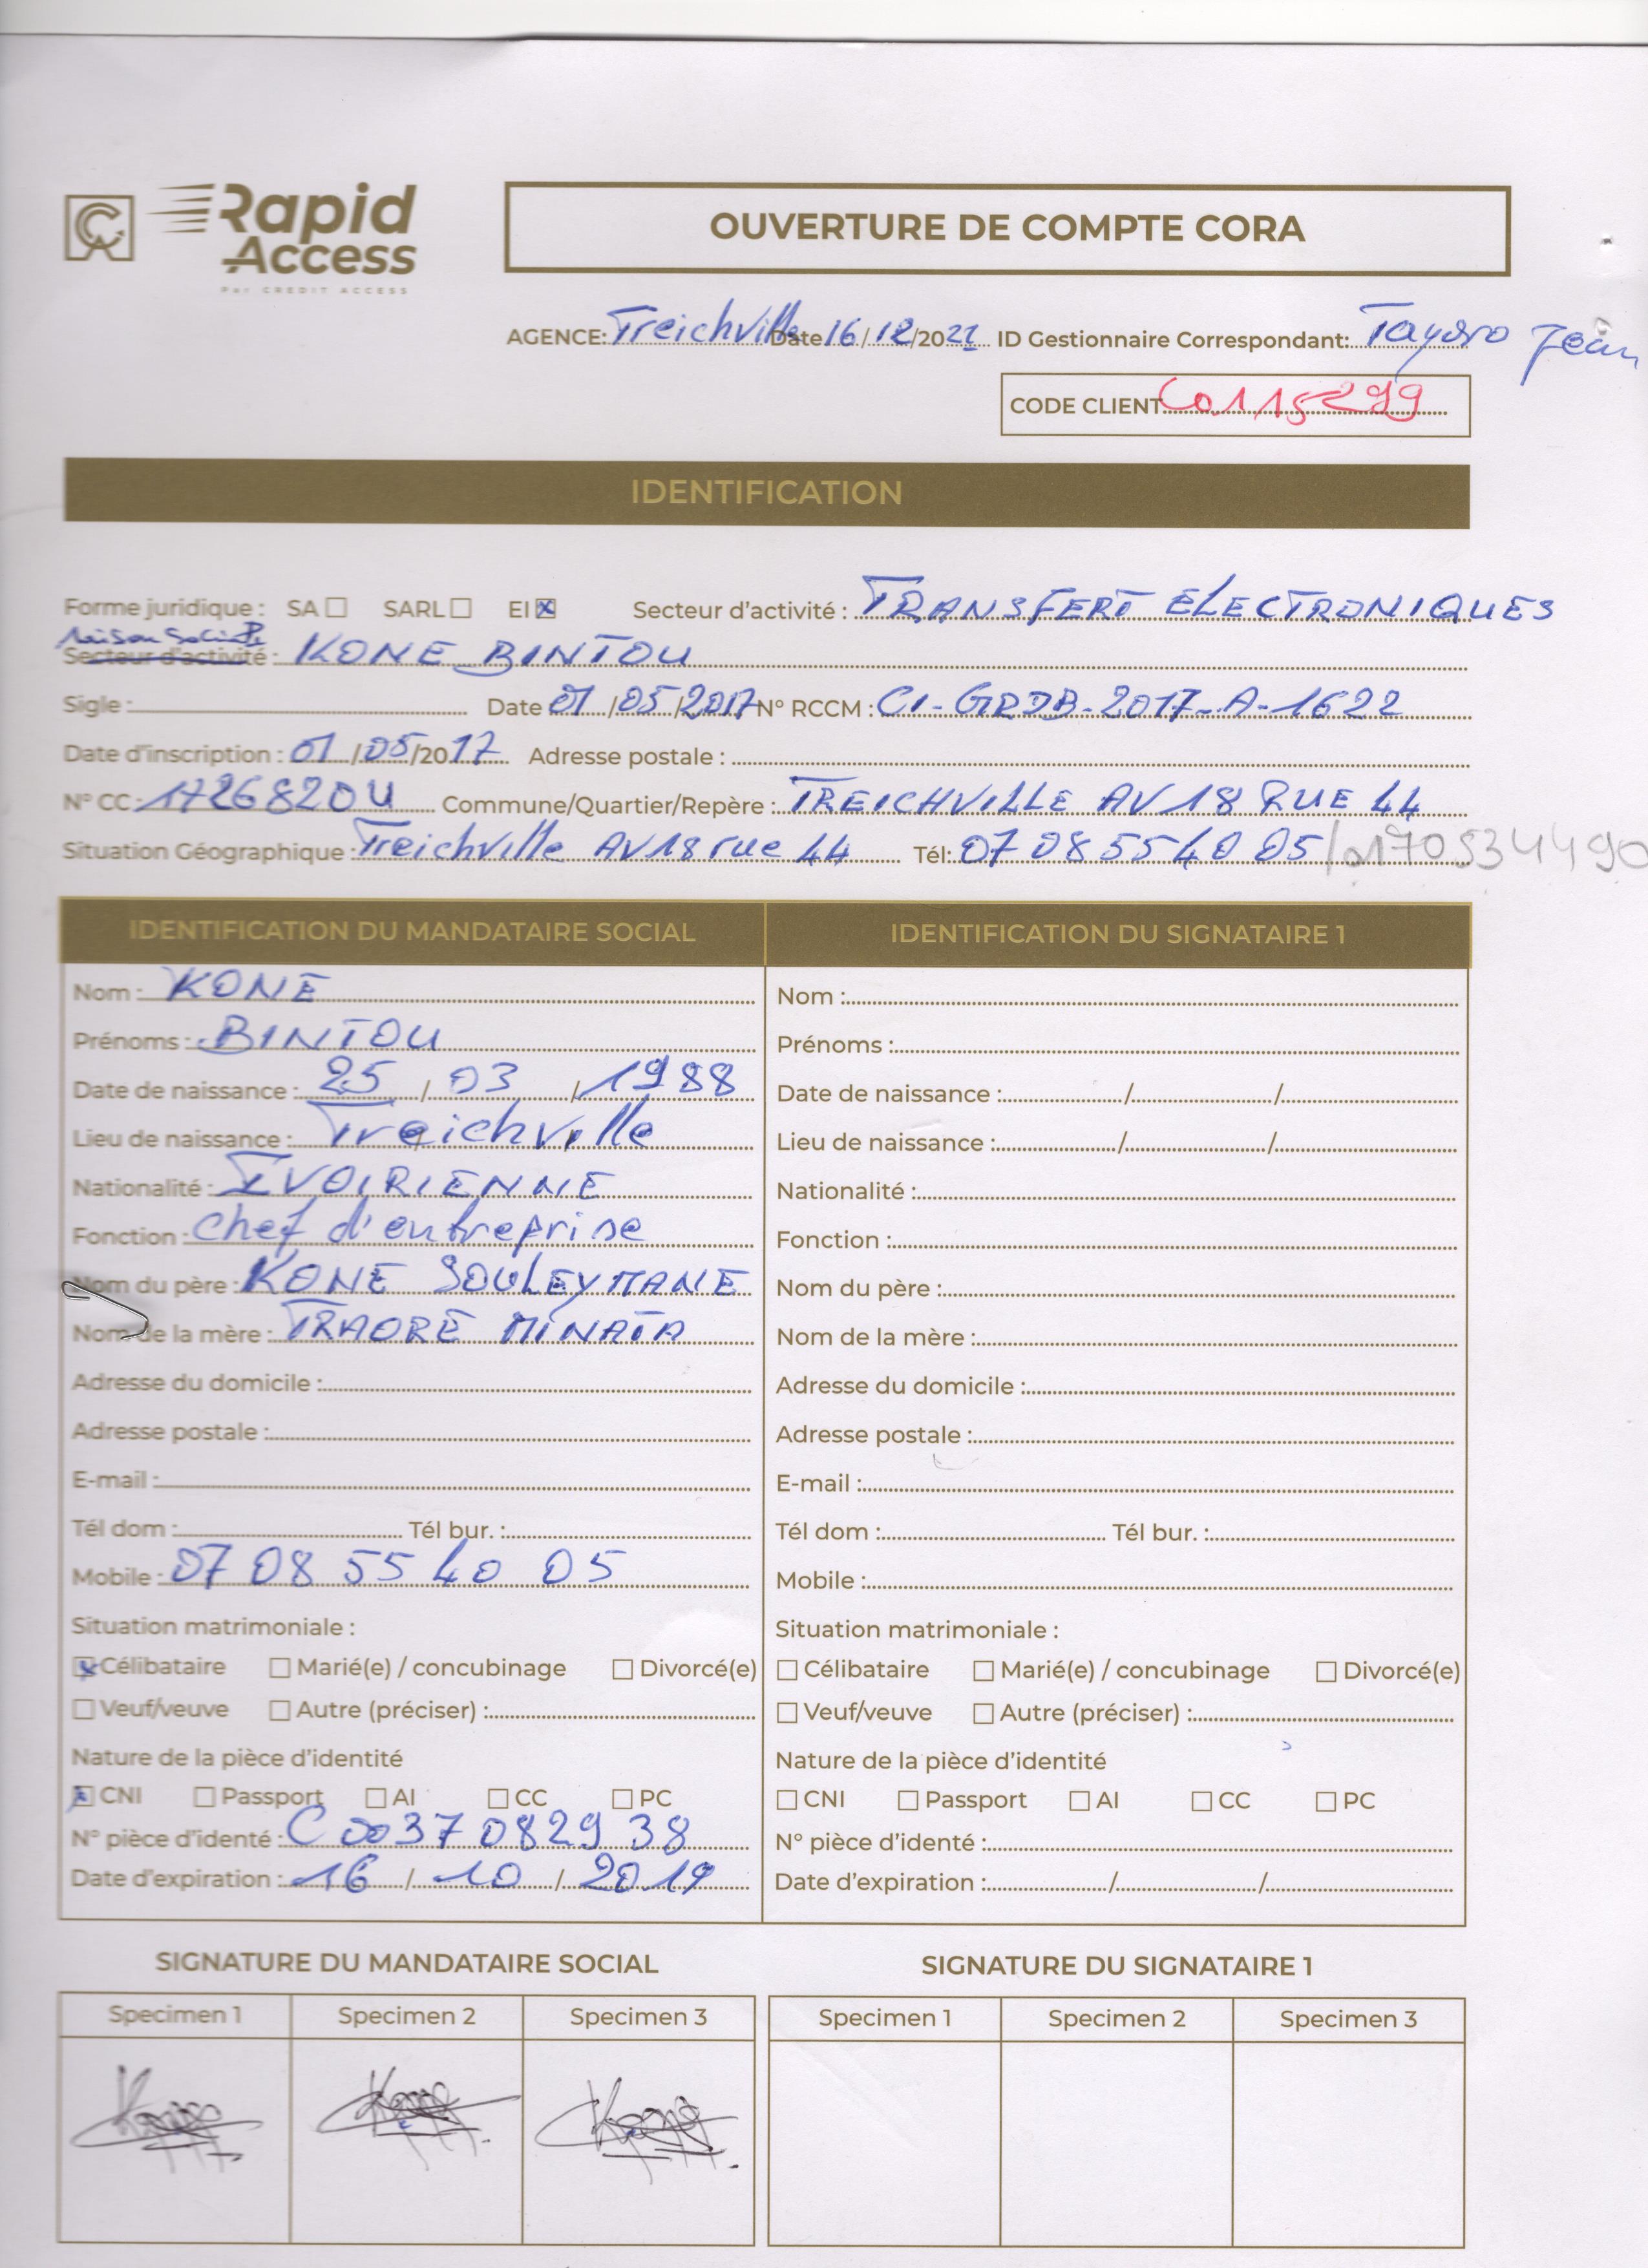 Rapid
Access
Par CREDIT ACCESS
OUVERTURE DE COMPTE CORA
AGENCE: Treichville Date 16/12/2021 ID Gestionnaire Correspondant: Tayoro Jean
CODE CLIENT C0115299
IDENTIFICATION
Forme juridique : SA ☐ SARL ☐ EI ☒ Secteur d'activité : TRANSFERT ELECTRONIQUES
Raison Sociale
Secteur d'activité : KONE BINTOU
Sigle : Date 01/05/2017 N° RCCM : CI-GRDB-2017-A-1622
Date d'inscription : 01/05/2017 Adresse postale :
N° CC : 1726820U Commune/Quartier/Repère : TREICHVILLE AV 18 RUE 44
Situation Géographique : Treichville AV 18 rue 44 Tél: 07 08 55 40 05 / 0170534490
IDENTIFICATION DU MANDATAIRE SOCIAL
Nom : KONE
Prénoms : BINTOU
Date de naissance : 25 / 03 / 1988
Lieu de naissance : Treichville
Nationalité : IVOIRIENNE
Fonction : Chef d'entreprise
Nom du père : KONE SOULEYMANE
Nom de la mère : TRAORE MINATA
Adresse du domicile :
Adresse postale :
E-mail :
Tél dom : Tél bur. :
Mobile : 07 08 55 40 05
Situation matrimoniale :
☒ Célibataire ☐ Marié(e) / concubinage ☐ Divorcé(e)
☐ Veuf/veuve ☐ Autre (préciser) :
Nature de la pièce d'identité
☒ CNI ☐ Passport ☐ AI ☐ CC ☐ PC
N° pièce d'identé : C 00370829 38
Date d'expiration : 16 / 10 / 2019
IDENTIFICATION DU SIGNATAIRE 1
Nom :
Prénoms :
Date de naissance : / /
Lieu de naissance : / /
Nationalité :
Fonction :
Nom du père :
Nom de la mère :
Adresse du domicile :
Adresse postale :
E-mail :
Tél dom : Tél bur. :
Mobile :
Situation matrimoniale :
☐ Célibataire ☐ Marié(e) / concubinage ☐ Divorcé(e)
☐ Veuf/veuve ☐ Autre (préciser) :
Nature de la pièce d'identité
☐ CNI ☐ Passport ☐ AI ☐ CC ☐ PC
N° pièce d'identé :
Date d'expiration : / /
SIGNATURE DU MANDATAIRE SOCIAL
Specimen 1 Specimen 2 Specimen 3
SIGNATURE DU SIGNATAIRE 1
Specimen 1 Specimen 2 Specimen 3